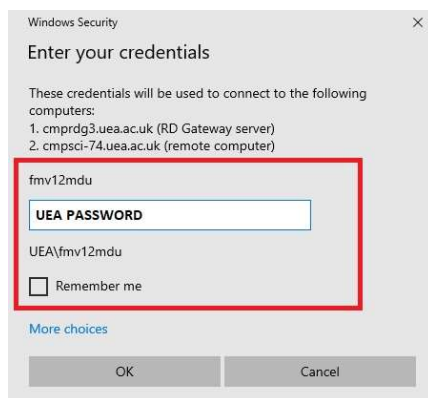 Windows Security
Enter your credentials
These credentials will be used to connect to the following
computers:
1. cmprdg3.uea.ac.uk (RD Gateway server)
2. cmpsci-74.uea.ac.uk (remote computer)
fmv12mdu
UEA PASSWORD
UEA\fmv12mdu
Remember me
More choices
OK Cancel